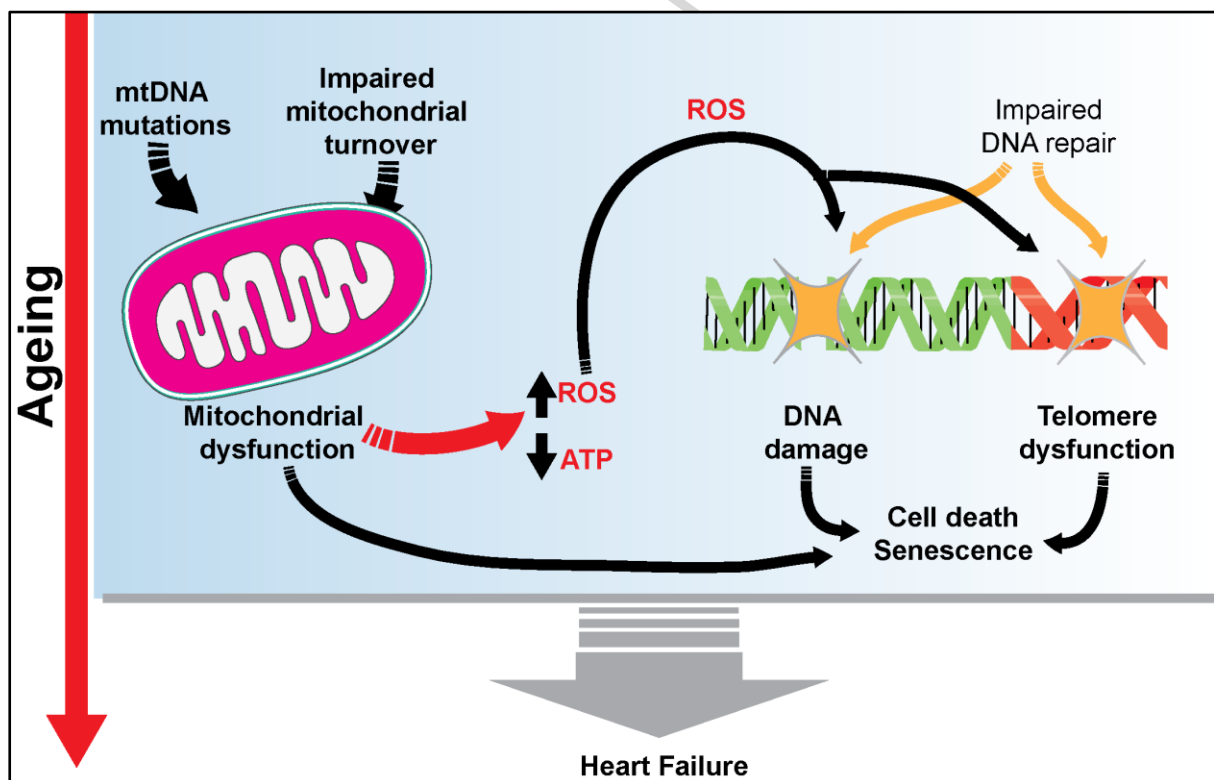 Ageing
mtDNA
mutations
Impaired
mitochondrial
turnover
ROS
Impaired
DNA repair
Mitochondrial
dysfunction
ROS
ATP
DNA
damage
Telomere
dysfunction
Cell death
Senescence
Heart Failure